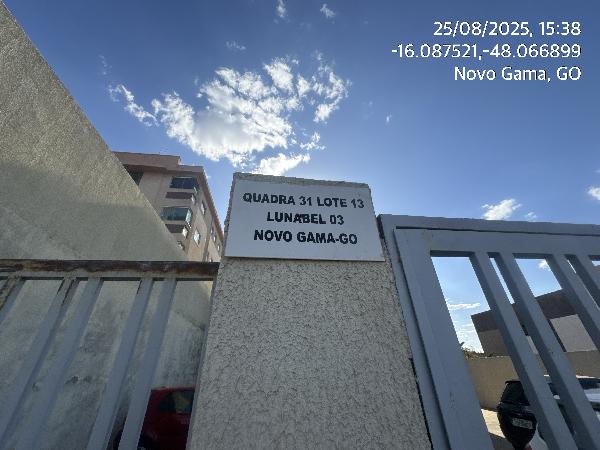 25/08/2025, 15:38
-16.087521,-48.066899
Novo Gama, GO
QUADRA 31 LOTE 13
LUNABEL 03
NOVO GAMA-GO